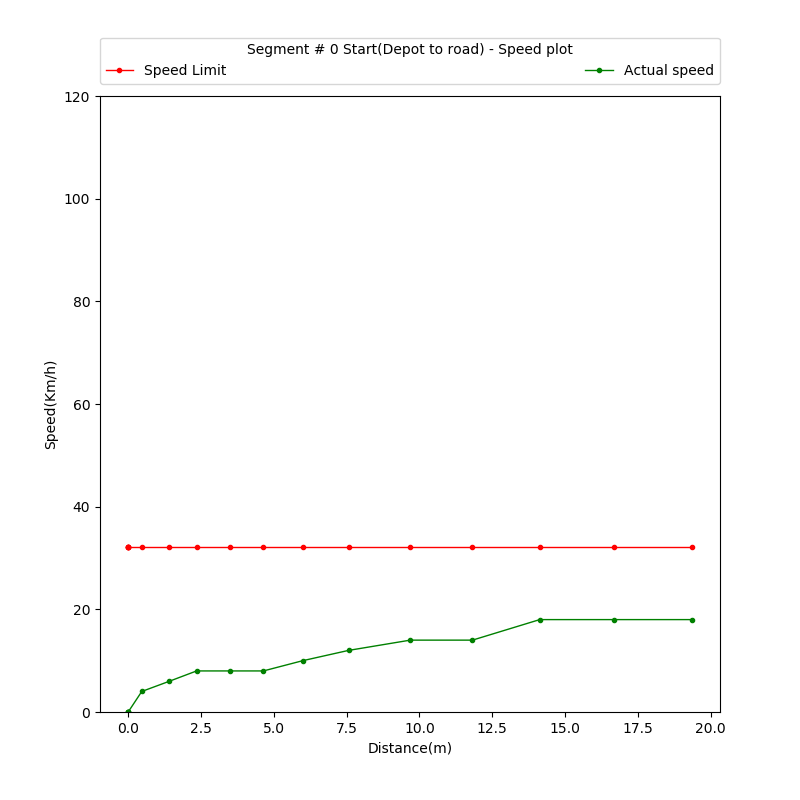 Segment # 0 Start(Depot to road) - Speed plot
Speed Limit
Actual speed
120
100
80
60
40
20
0
Speed(Km/h)
0.0 2.5 5.0 7.5 10.0 12.5 15.0 17.5 20.0
Distance(m)